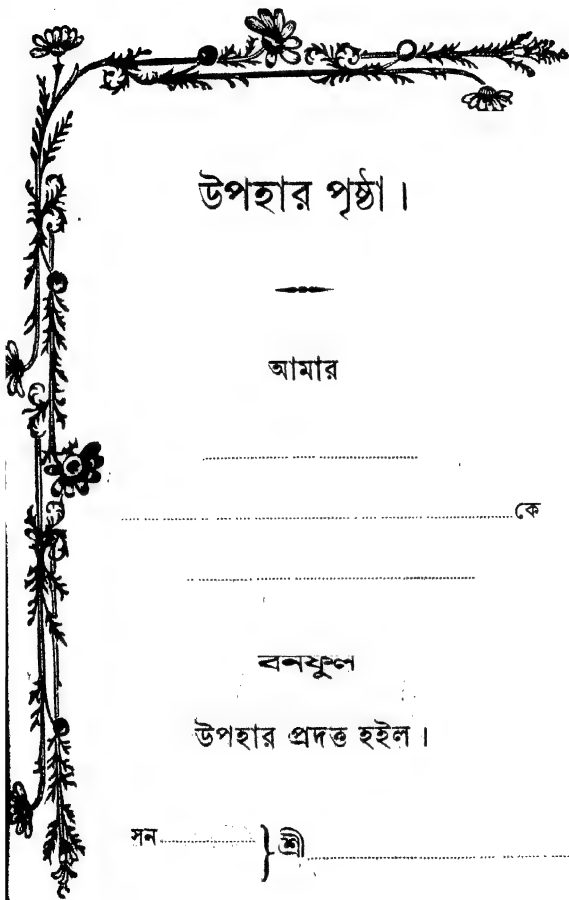 উপহার পৃষ্ঠা।
আমার
........................................
........................................কে
........................................
বনফুল
উপহার প্রদত্ত হইল।
সন.................... } শ্রী........................................